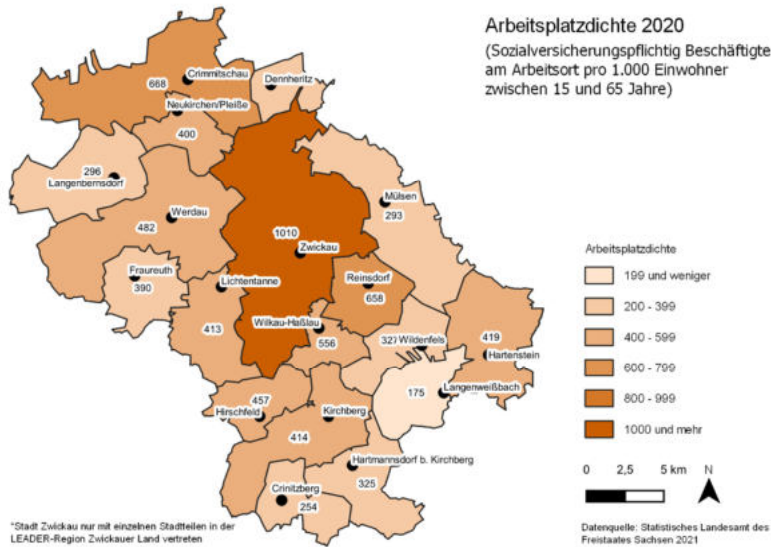 Arbeitsplatzdichte 2020
(Sozialversicherungspflichtig Beschäftigte
am Arbeitsort pro 1.000 Einwohner
zwischen 15 und 65 Jahre)
Crimmitschau
668
Dennheritz
Neukirchen/Pleiße
400
296
Langenbernsdorf
Mülsen
293
Werdau
482
1010
Zwickau
Fraureuth
390
Lichtentanne
Reinsdorf
658
413
Wilkau-Haßlau
556
Wildenfels
419
Hartenstein
175
Langenweißbach
457
Hirschfeld
Kirchberg
414
Hartmannsdorf b. Kirchberg
325
Crinitzberg
254
Arbeitsplatzdichte
199 und weniger
200 - 399
400 - 599
600 - 799
800 - 999
1000 und mehr
0 2,5 5 km
N
*Stadt Zwickau nur mit einzelnen Stadtteilen in der
LEADER-Region Zwickauer Land vertreten
Datenquelle: Statistisches Landesamt des
Freistaates Sachsen 2021